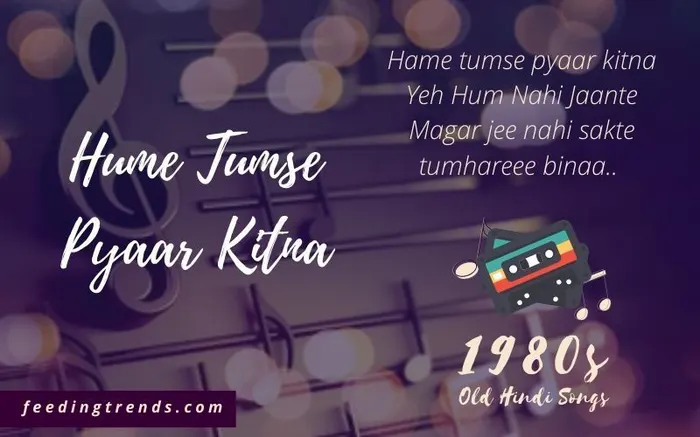 Hame tumse pyaar kitna
Yeh Hum Nahi Jaante
Magar jee nahi sakte
tumhareee binaa..
Hume Tumse
Pyaar Kitna
1980s
Old Hindi Songs
feedingtrends.com